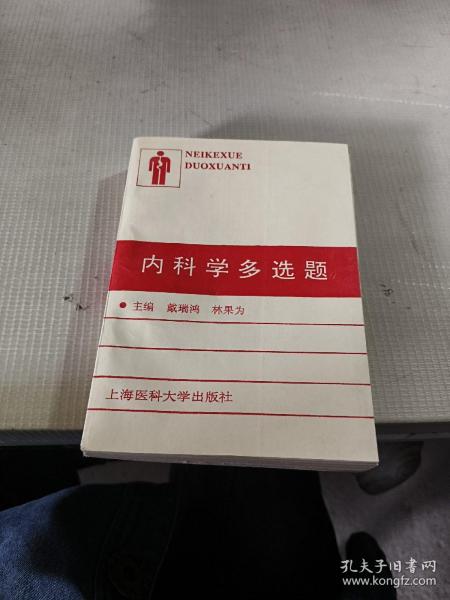 NEIKEXUE
DUOXUANTI
内科学多选题
主编 戴瑞鸿 林果为
上海医科大学出版社
孔夫子旧书网
www.kongfz.com